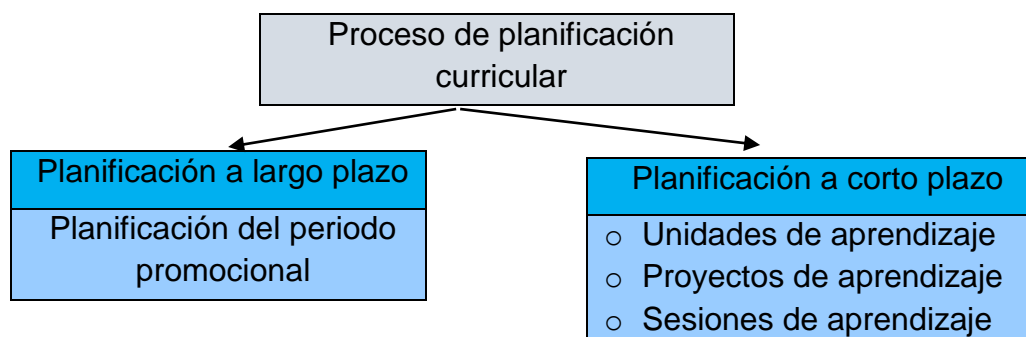 Proceso de planificación
curricular
Planificación a largo plazo
Planificación del periodo
promocional
Planificación a corto plazo
o Unidades de aprendizaje
o Proyectos de aprendizaje
o Sesiones de aprendizaje